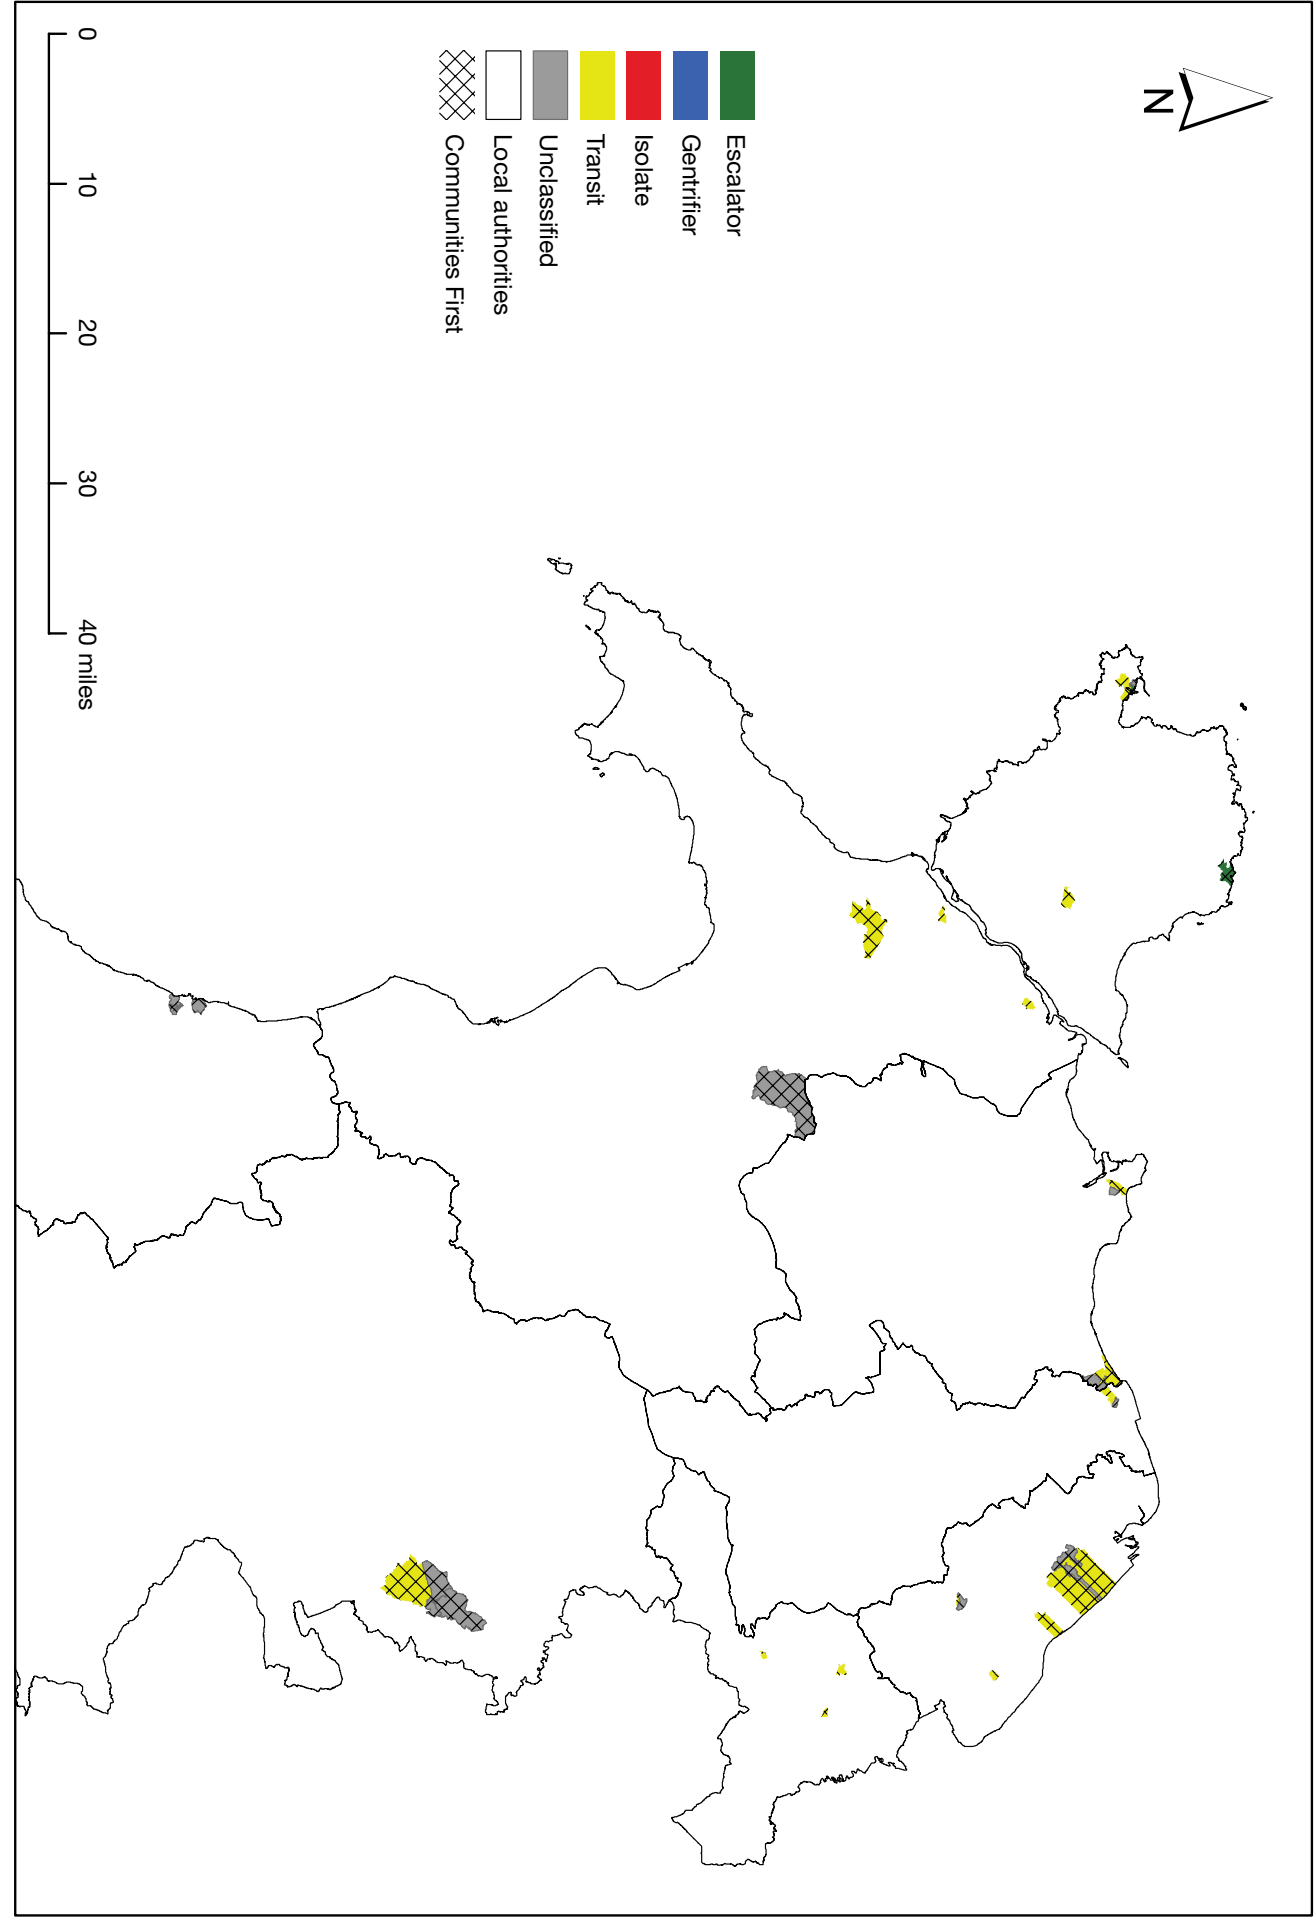 N
Escalator
Gentrifier
Isolate
Transit
Unclassified
Local authorities
Communities First
0 10 20 30 40 miles